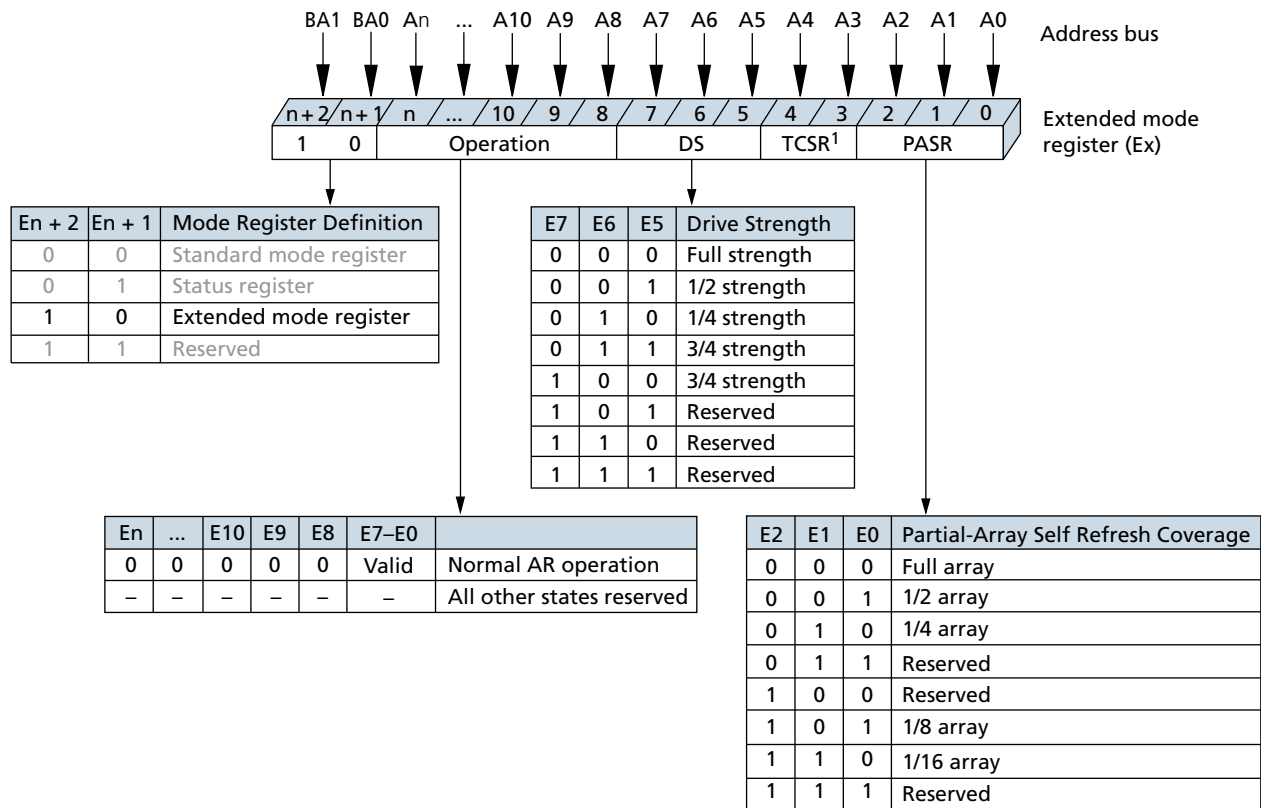 BA1 BA0 An ... A10 A9 A8 A7 A6 A5 A4 A3 A2 A1 A0
Address bus
n + 2 n + 1 n ... 10 9 8 7 6 5 4 3 2 1 0
1 0 Operation DS TCSR1 PASR
Extended mode
register (Ex)
En + 2 En + 1 Mode Register Definition
0 0 Standard mode register
0 1 Status register
1 0 Extended mode register
1 1 Reserved
E7 E6 E5 Drive Strength
0 0 0 Full strength
0 0 1 1/2 strength
0 1 0 1/4 strength
0 1 1 3/4 strength
1 0 0 3/4 strength
1 0 1 Reserved
1 1 0 Reserved
1 1 1 Reserved
En ... E10 E9 E8 E7–E0
0 0 0 0 0 Valid Normal AR operation
– – – – – – All other states reserved
E2 E1 E0 Partial-Array Self Refresh Coverage
0 0 0 Full array
0 0 1 1/2 array
0 1 0 1/4 array
0 1 1 Reserved
1 0 0 Reserved
1 0 1 1/8 array
1 1 0 1/16 array
1 1 1 Reserved